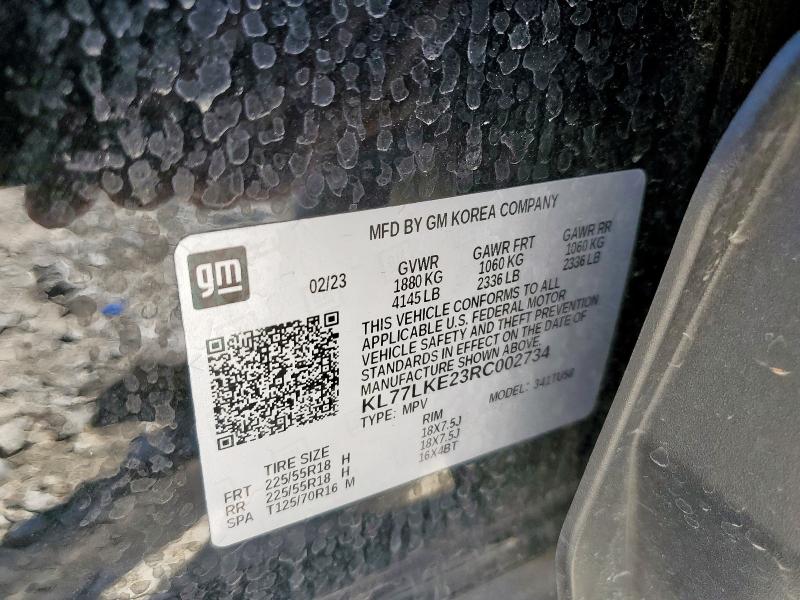 MFD BY GM KOREA COMPANY
gm
02/23
GVWR GAWR FRT GAWR RR
1880 KG 1060 KG 1060 KG
4145 LB 2336 LB 2336 LB
THIS VEHICLE CONFORMS TO ALL
APPLICABLE U.S. FEDERAL MOTOR
VEHICLE SAFETY AND THEFT PREVENTION
STANDARDS IN EFFECT ON THE DATE OF
MANUFACTURE SHOWN ABOVE.
KL77LKE23RC002734
TYPE: MPV MODEL: 341TU58
TIRE SIZE RIM
FRT 225/55R18 H 18X7.5J
RR 225/55R18 H 18X7.5J
SPA T125/70R16 M 16X4BT